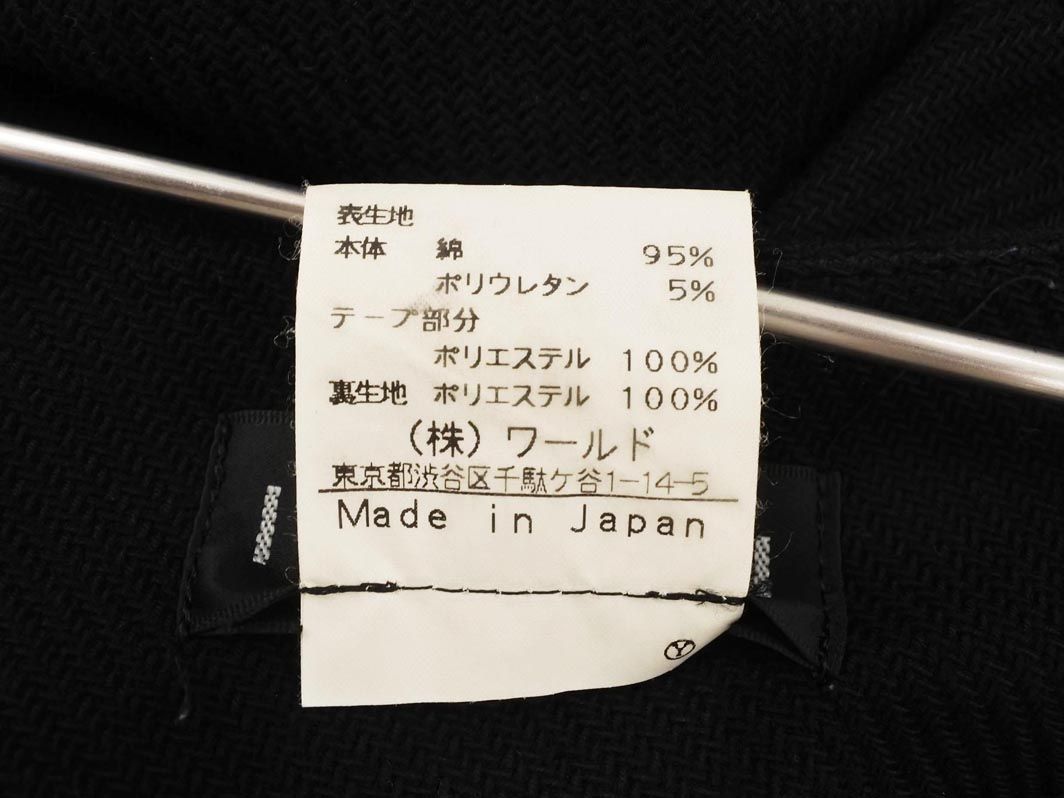 表生地
本体 綿 95%
ポリウレタン 5%
テープ部分
ポリエステル 100%
裏生地 ポリエステル 100%
(株)ワールド
東京都渋谷区千駄ケ谷1-14-5
Made in Japan
Y